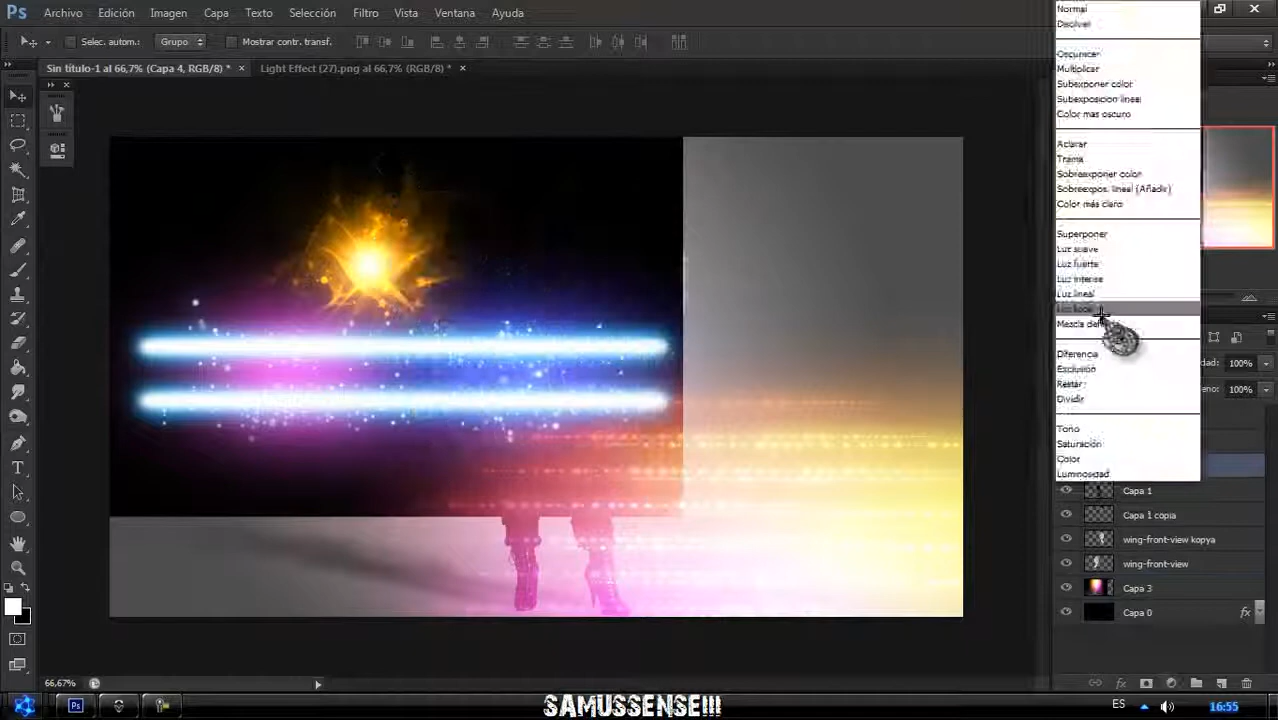 Ps Archivo Edición Imagen Capa Texto Selección Filtro Vista Ventana Ayuda
Selec. autom.: Grupo Mostrar contr. transf.
Sin título-1 al 66,7% (Capa 4, RGB/8) * × Light Effect (27).png al 66,7% (RGB/8) * ×
Normal
Disolver
Oscurecer
Multiplicar
Subexponer color
Subexposición lineal
Color más oscuro
Aclarar
Trama
Sobreexponer color
Sobreexpos. lineal (Añadir)
Color más claro
Superponer
Luz suave
Luz fuerte
Luz intensa
Luz lineal
Diferencia
Exclusión
Restar
Dividir
Tono
Saturación
Color
Luminosidad
100%
100%
Capa 1
Capa 1 copia
wing-front-view kopya
wing-front-view
Capa 3
Capa 0 fx
66,67%
fx
SAMUSSENSE!!!
Ps ES 16:55